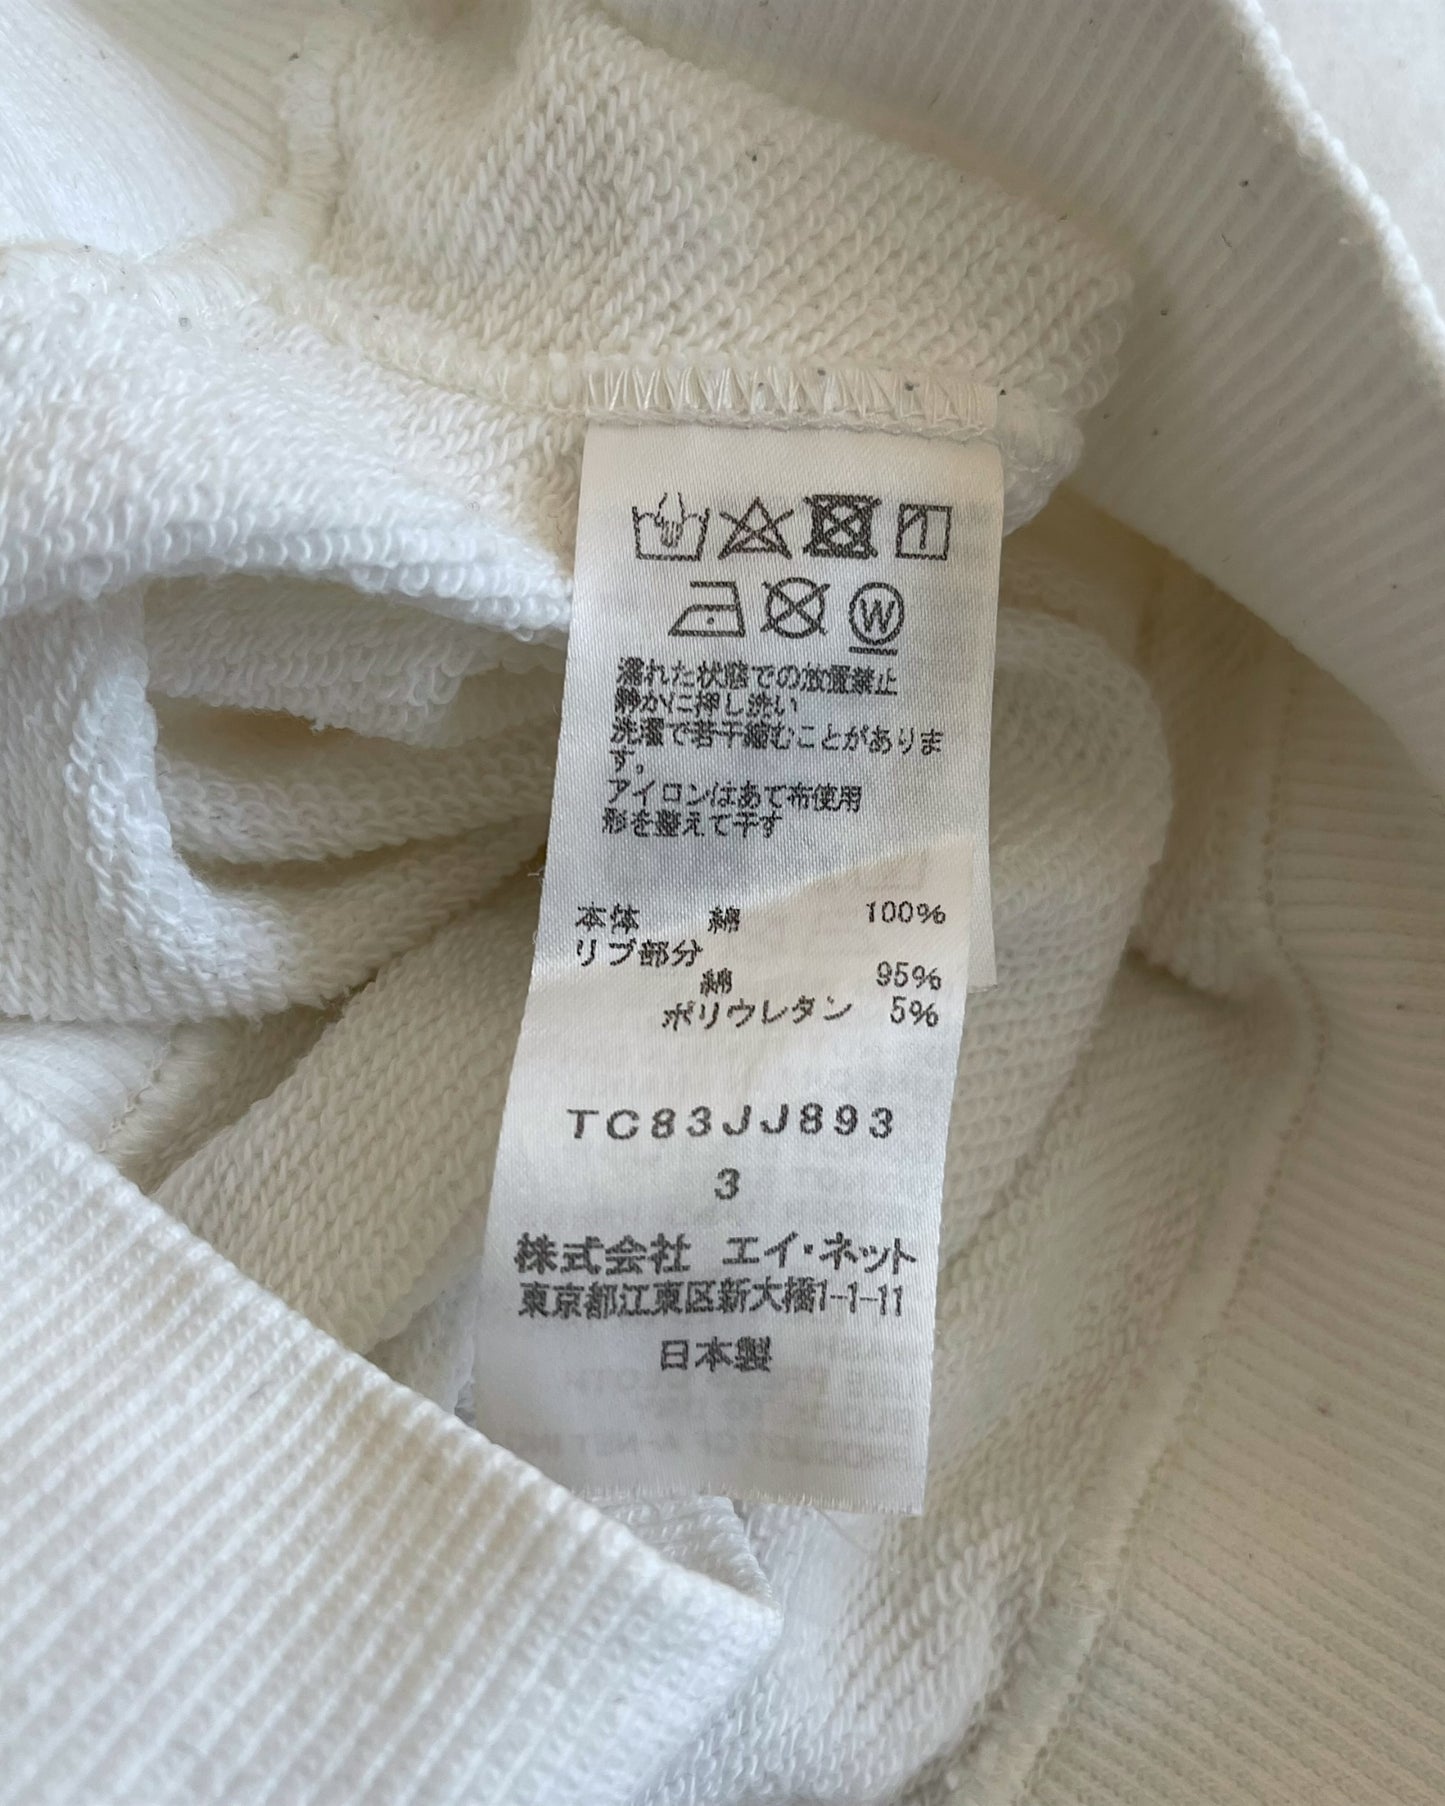 W
濡れた状態での放置禁止
静かに押し洗い
洗濯で若干縮むことがありま
す。
アイロンはあて布使用
形を整えて干す
本体 綿 100%
リブ部分
綿 95%
ポリウレタン 5%
TC83JJ893
3
株式会社 エイ・ネット
東京都江東区新大橋1-1-11
日本製